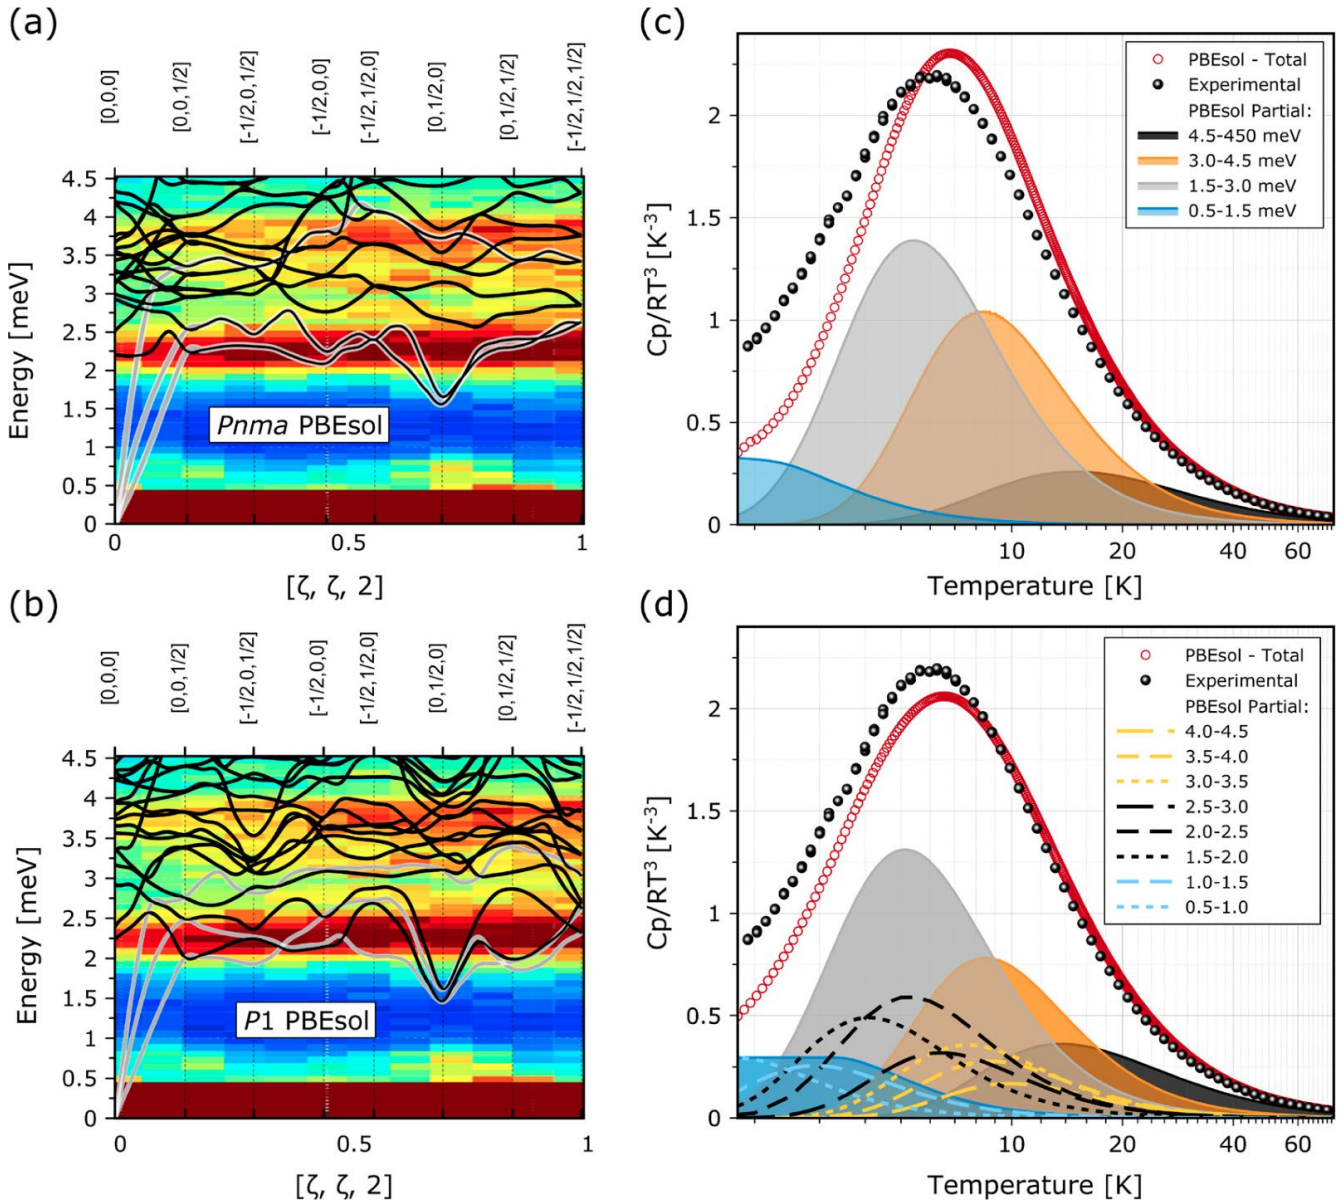 (a)
[0,0,0]
[0,0,1/2]
[-1/2,0,1/2]
[-1/2,0,0]
[-1/2,1/2,0]
[0,1/2,0]
[0,1/2,1/2]
[-1/2,1/2,1/2]
Energy [meV]
4.5
4
3.5
3
2.5
2
1.5
1
0.5
0
Pnma PBEsol
0
0.5
1
[ζ, ζ, 2]
(c)
Cp/RT³ [K⁻³]
2
1.5
1
0.5
0
PBEsol - Total
Experimental
PBEsol Partial:
4.5-450 meV
3.0-4.5 meV
1.5-3.0 meV
0.5-1.5 meV
10
20
40
60
Temperature [K]
(b)
[0,0,0]
[0,0,1/2]
[-1/2,0,1/2]
[-1/2,0,0]
[-1/2,1/2,0]
[0,1/2,0]
[0,1/2,1/2]
[-1/2,1/2,1/2]
Energy [meV]
4.5
4
3.5
3
2.5
2
1.5
1
0.5
0
P1 PBEsol
0
0.5
1
[ζ, ζ, 2]
(d)
Cp/RT³ [K⁻³]
2
1.5
1
0.5
0
PBEsol - Total
Experimental
PBEsol Partial:
4.0-4.5
3.5-4.0
3.0-3.5
2.5-3.0
2.0-2.5
1.5-2.0
1.0-1.5
0.5-1.0
10
20
40
60
Temperature [K]